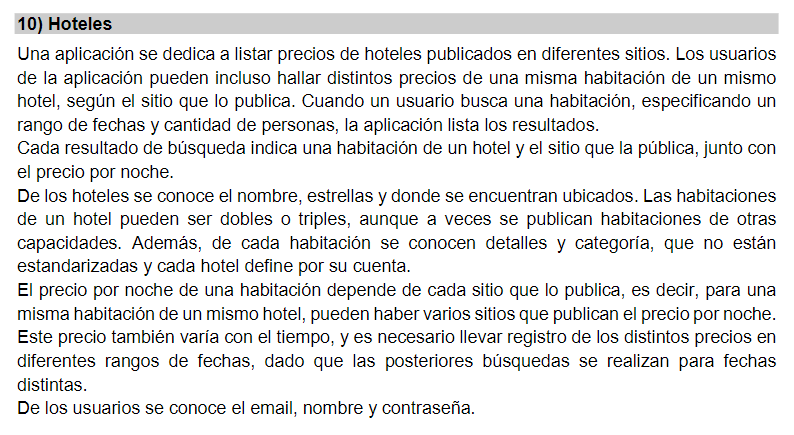 10) Hoteles
Una aplicación se dedica a listar precios de hoteles publicados en diferentes sitios. Los usuarios
de la aplicación pueden incluso hallar distintos precios de una misma habitación de un mismo
hotel, según el sitio que lo publica. Cuando un usuario busca una habitación, especificando un
rango de fechas y cantidad de personas, la aplicación lista los resultados.
Cada resultado de búsqueda indica una habitación de un hotel y el sitio que la pública, junto con
el precio por noche.
De los hoteles se conoce el nombre, estrellas y donde se encuentran ubicados. Las habitaciones
de un hotel pueden ser dobles o triples, aunque a veces se publican habitaciones de otras
capacidades. Además, de cada habitación se conocen detalles y categoría, que no están
estandarizadas y cada hotel define por su cuenta.
El precio por noche de una habitación depende de cada sitio que lo publica, es decir, para una
misma habitación de un mismo hotel, pueden haber varios sitios que publican el precio por noche.
Este precio también varía con el tiempo, y es necesario llevar registro de los distintos precios en
diferentes rangos de fechas, dado que las posteriores búsquedas se realizan para fechas
distintas.
De los usuarios se conoce el email, nombre y contraseña.